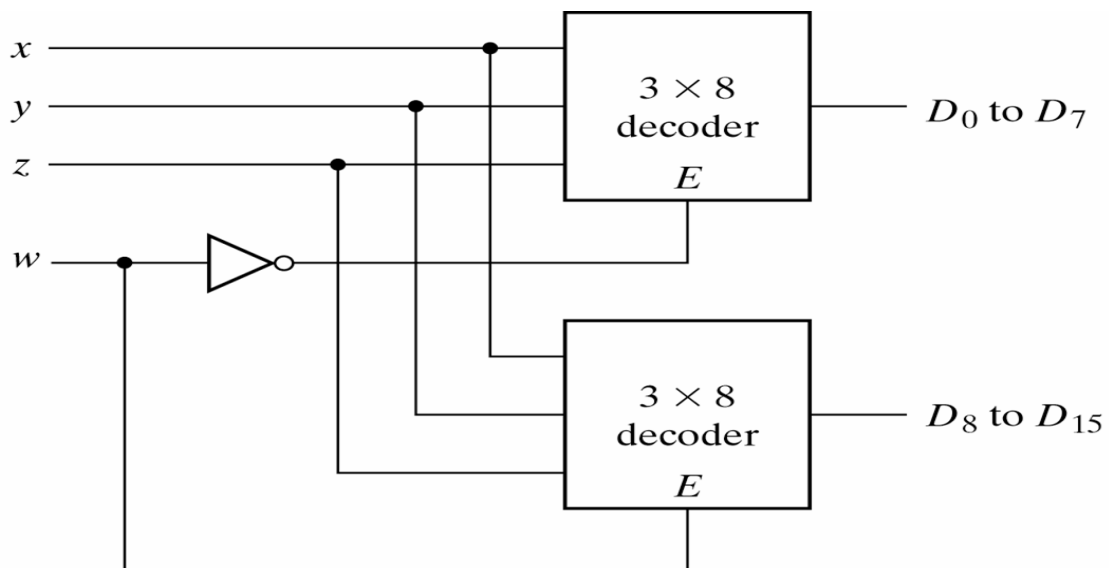 x
y
z
w
3 × 8
decoder
E
D0 to D7
3 × 8
decoder
E
D8 to D15